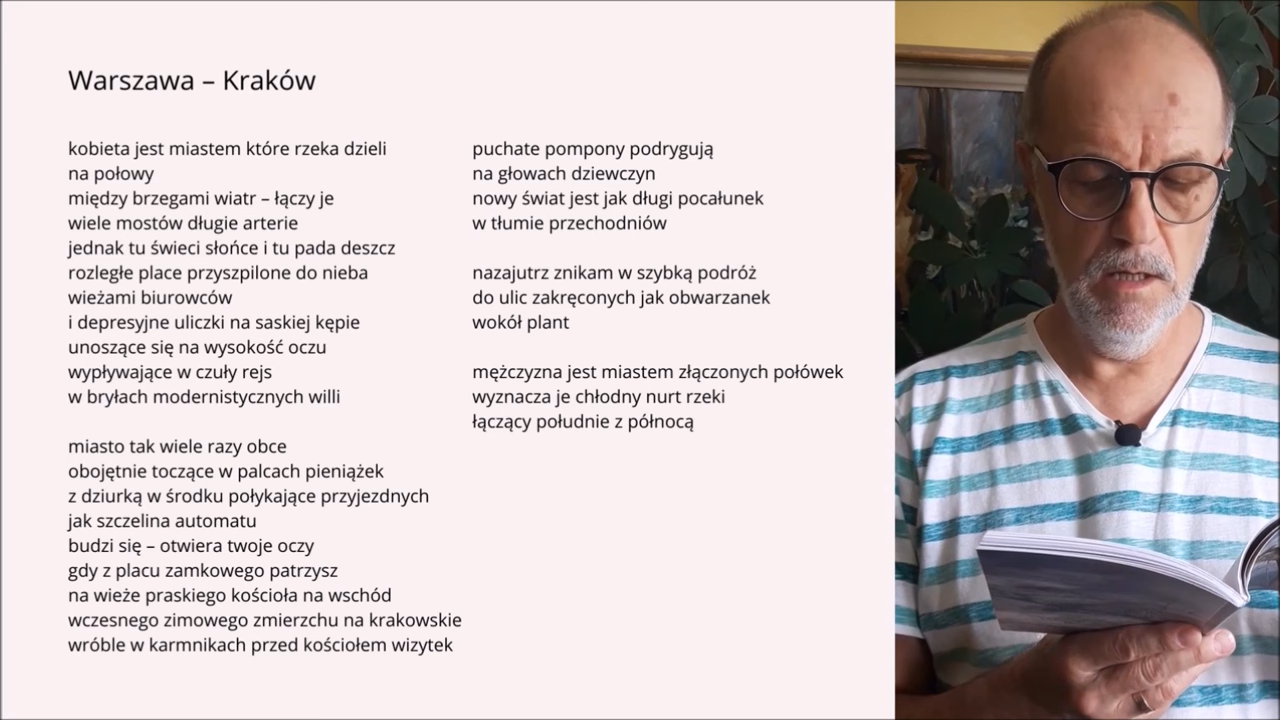 Warszawa – Kraków
kobieta jest miastem które rzeka dzieli
na połowy
między brzegami wiatr – łączy je
wiele mostów długie arterie
jednak tu świeci słońce i tu pada deszcz
rozległe place przyszpilone do nieba
wieżami biurowców
i depresyjne uliczki na saskiej kępie
unoszące się na wysokość oczu
wypływające w czuły rejs
w bryłach modernistycznych willi
miasto tak wiele razy obce
obojętnie toczące w palcach pieniążek
z dziurką w środku połykające przyjezdnych
jak szczelina automatu
budzi się – otwiera twoje oczy
gdy z placu zamkowego patrzysz
na wieże praskiego kościoła na wschód
wczesnego zimowego zmierzchu na krakowskie
wróble w karmnikach przed kościołem wizytek
puchate pompony podrygują
na głowach dziewczyn
nowy świat jest jak długi pocałunek
w tłumie przechodniów
nazajutrz znikam w szybką podróż
do ulic zakręconych jak obwarzanek
wokół plant
mężczyzna jest miastem złączonych połówek
wyznacza je chłodny nurt rzeki
łączący południe z północą